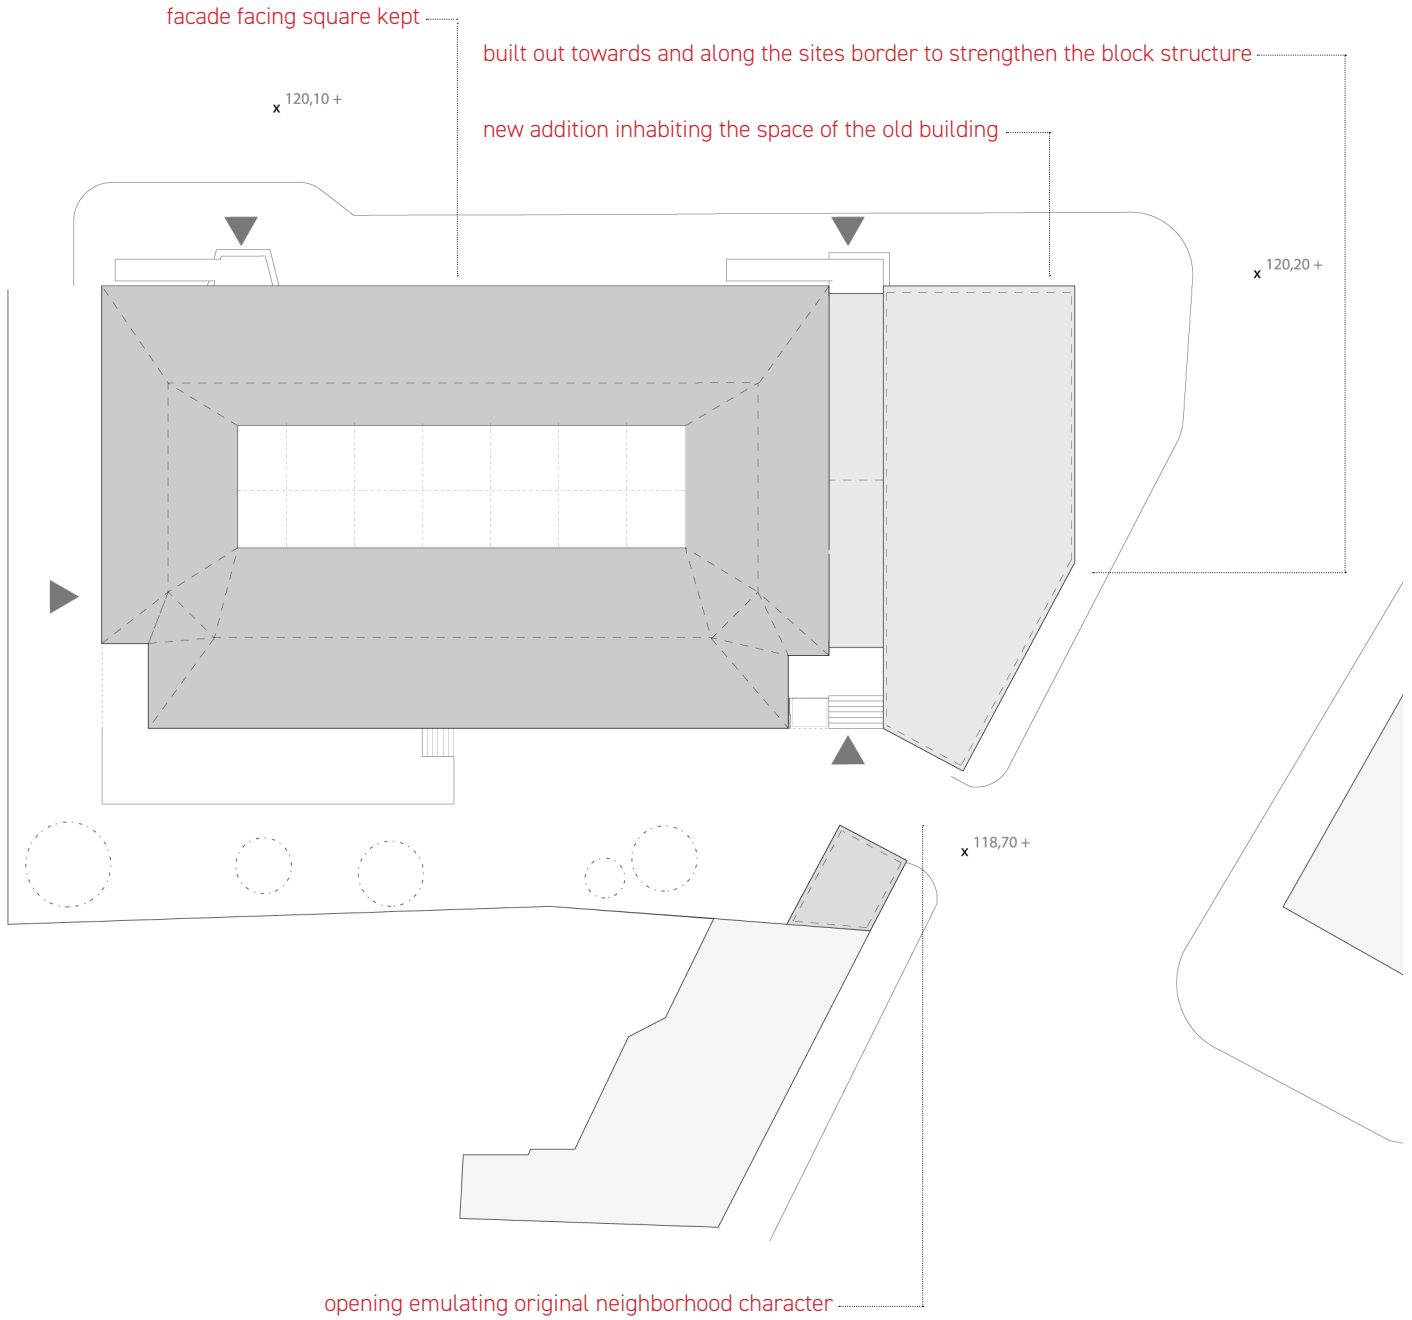 facade facing square kept
built out towards and along the sites border to strengthen the block structure
x 120,10 +
new addition inhabiting the space of the old building
x 120,20 +
x 118,70 +
opening emulating original neighborhood character